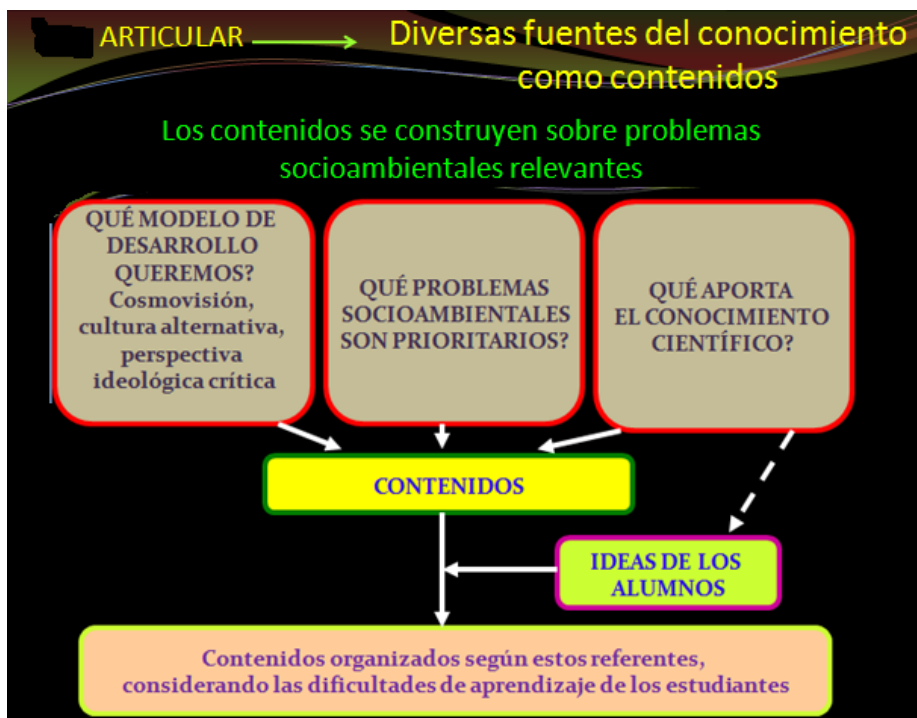 ARTICULAR
Diversas fuentes del conocimiento
como contenidos
Los contenidos se construyen sobre problemas
socioambientales relevantes
QUÉ MODELO DE
DESARROLLO
QUEREMOS?
Cosmovisión,
cultura alternativa,
perspectiva
ideológica crítica
QUÉ PROBLEMAS
SOCIOAMBIENTALES
SON PRIORITARIOS?
QUÉ APORTA
EL CONOCIMIENTO
CIENTÍFICO?
CONTENIDOS
IDEAS DE LOS
ALUMNOS
Contenidos organizados según estos referentes,
considerando las dificultades de aprendizaje de los estudiantes